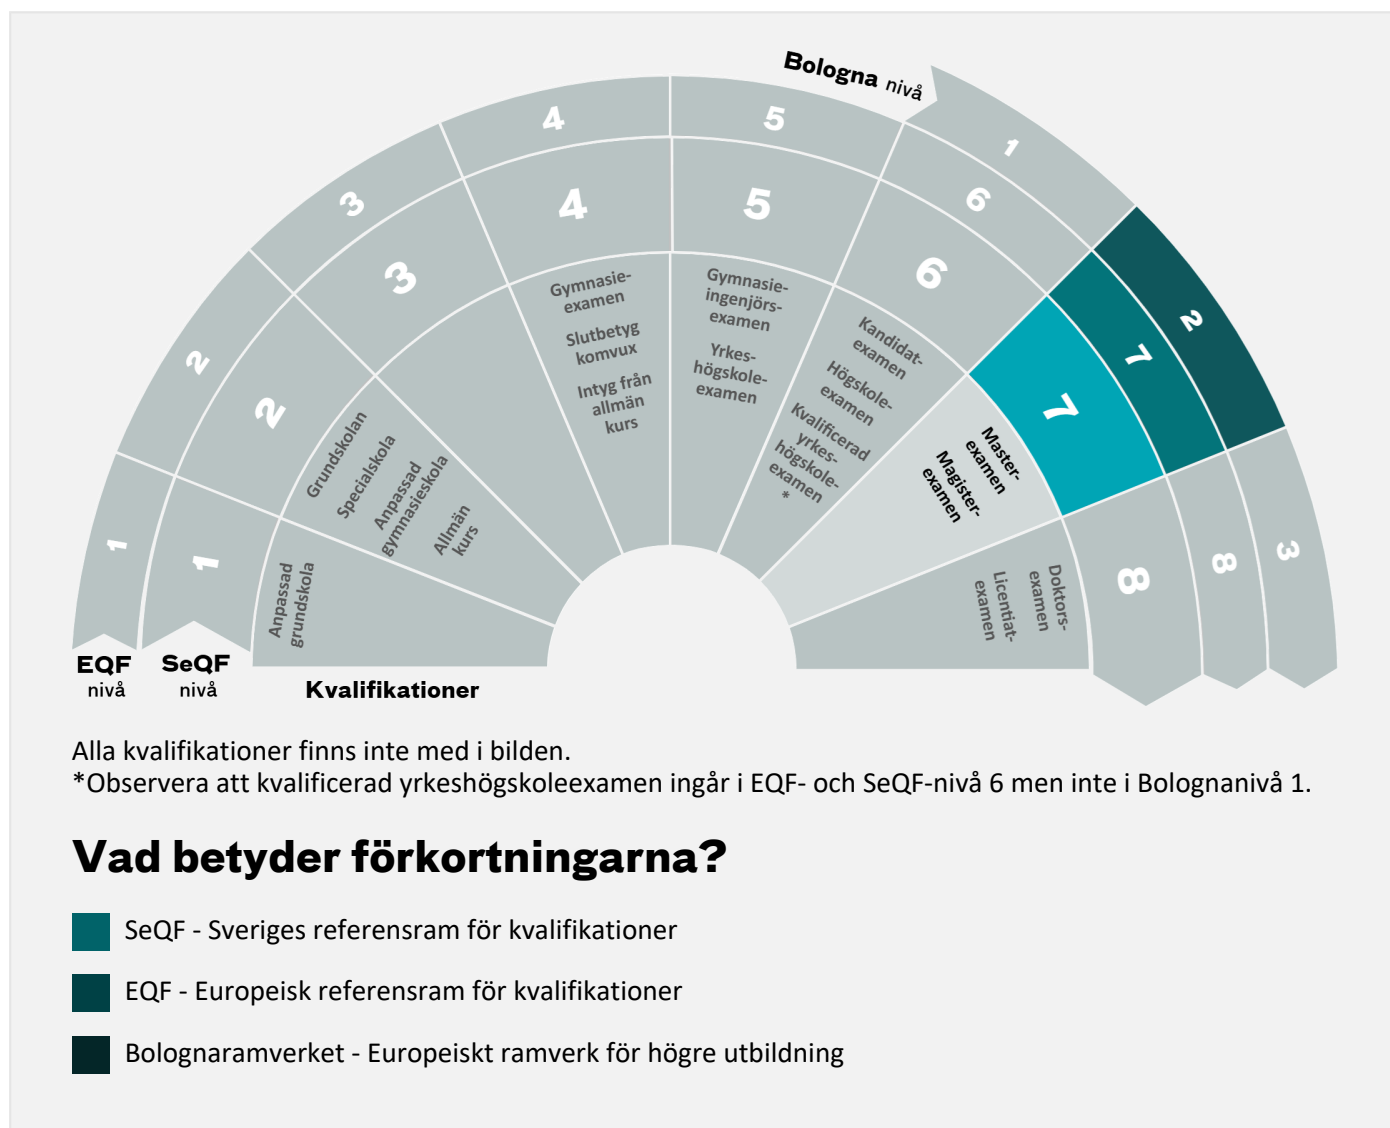 Bologna nivå
1
2
3
4
5
6
7
8
1
2
3
1
2
3
4
5
6
7
8
Anpassad
grundskola
Grundskolan
Specialskola
Anpassad
gymnasieskola
Allmän
kurs
Gymnasie-
examen
Slutbetyg
komvux
Intyg från
allmän
kurs
Gymnasie-
ingenjörs-
examen
Yrkes-
högskole-
examen
Kandidat-
examen
Högskole-
examen
Kvalificerad
yrkes-
högskole-
examen
*
Master-
examen
Magister-
examen
Doktors-
examen
Licentiat-
examen
EQF
nivå
SeQF
nivå
Kvalifikationer
Alla kvalifikationer finns inte med i bilden.
*Observera att kvalificerad yrkeshögskoleexamen ingår i EQF- och SeQF-nivå 6 men inte i Bolognanivå 1.
Vad betyder förkortningarna?
SeQF - Sveriges referensram för kvalifikationer
EQF - Europeisk referensram för kvalifikationer
Bolognaramverket - Europeiskt ramverk för högre utbildning